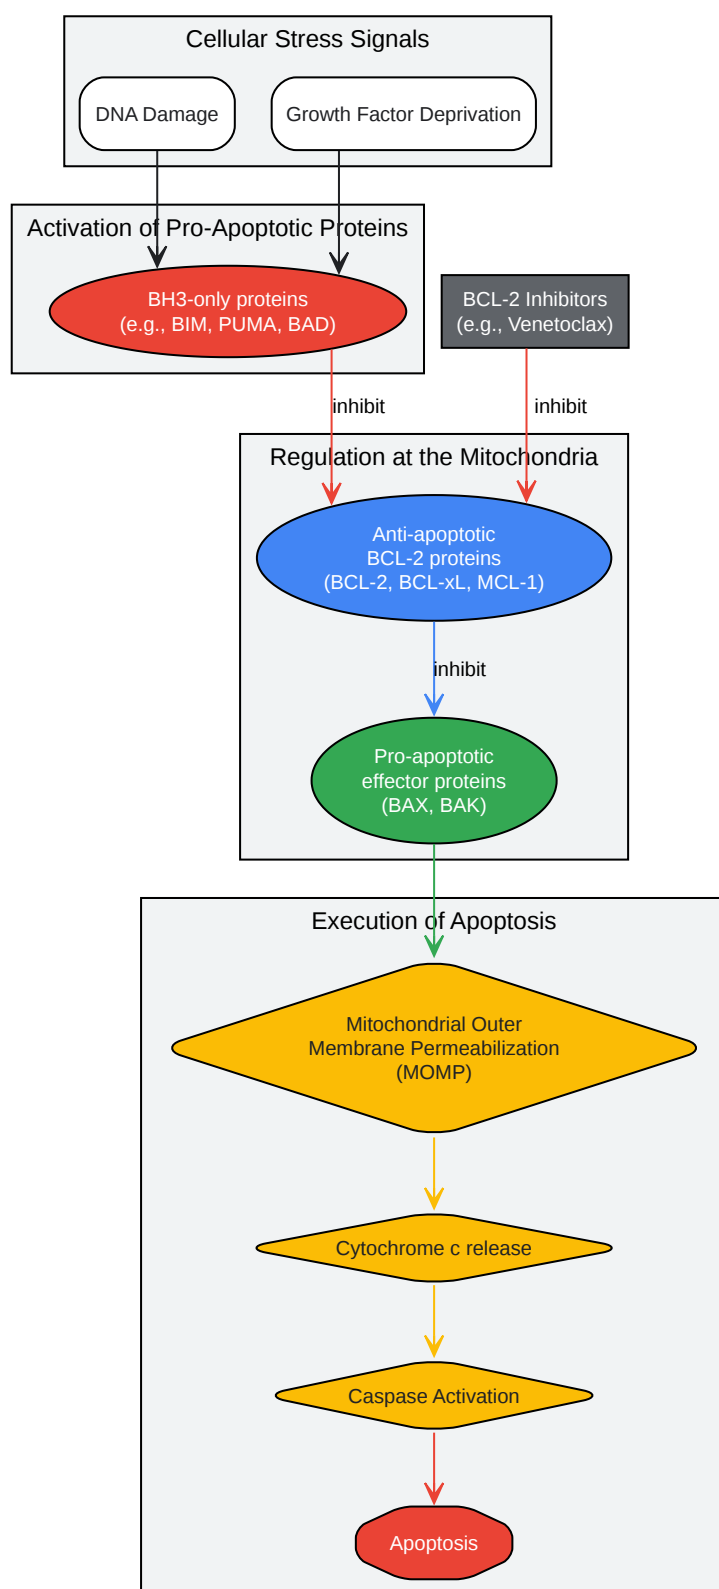 Cellular Stress Signals
DNA Damage
Growth Factor Deprivation
Activation of Pro-Apoptotic Proteins
BH3-only proteins
(e.g., BIM, PUMA, BAD)
BCL-2 Inhibitors
(e.g., Venetoclax)
inhibit
inhibit
Regulation at the Mitochondria
Anti-apoptotic
BCL-2 proteins
(BCL-2, BCL-xL, MCL-1)
inhibit
Pro-apoptotic
effector proteins
(BAX, BAK)
Execution of Apoptosis
Mitochondrial Outer
Membrane Permeabilization
(MOMP)
Cytochrome c release
Caspase Activation
Apoptosis